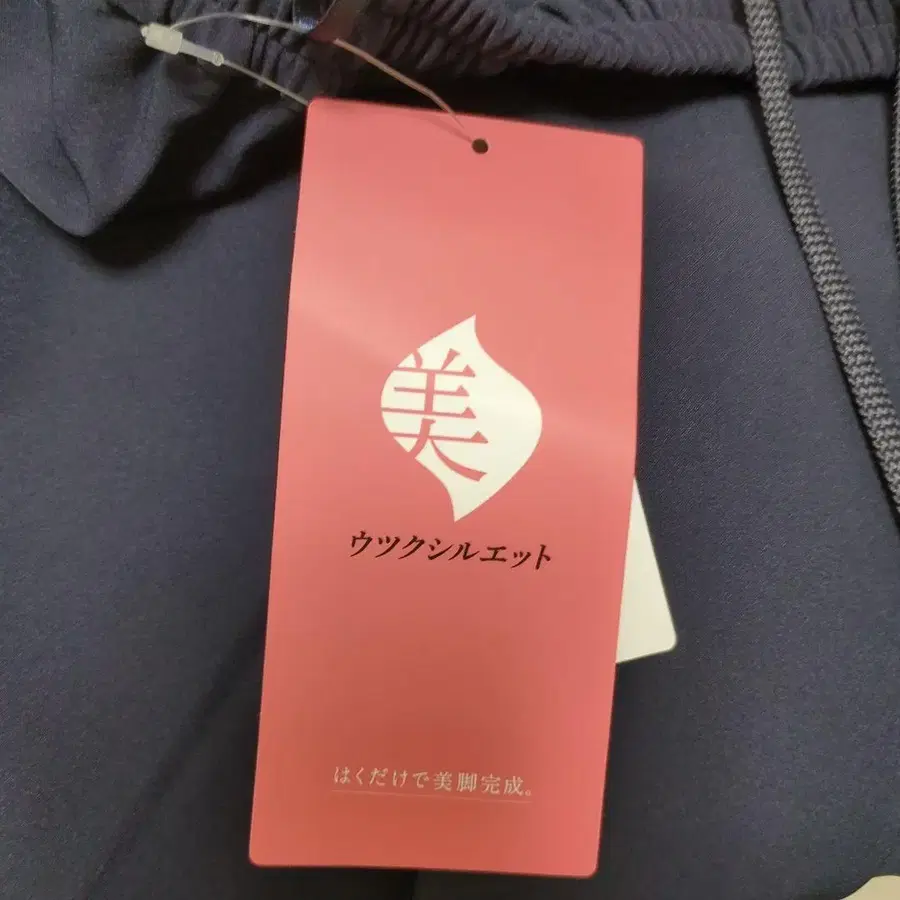 美
ウツクシルエット
はくだけで美脚完成。